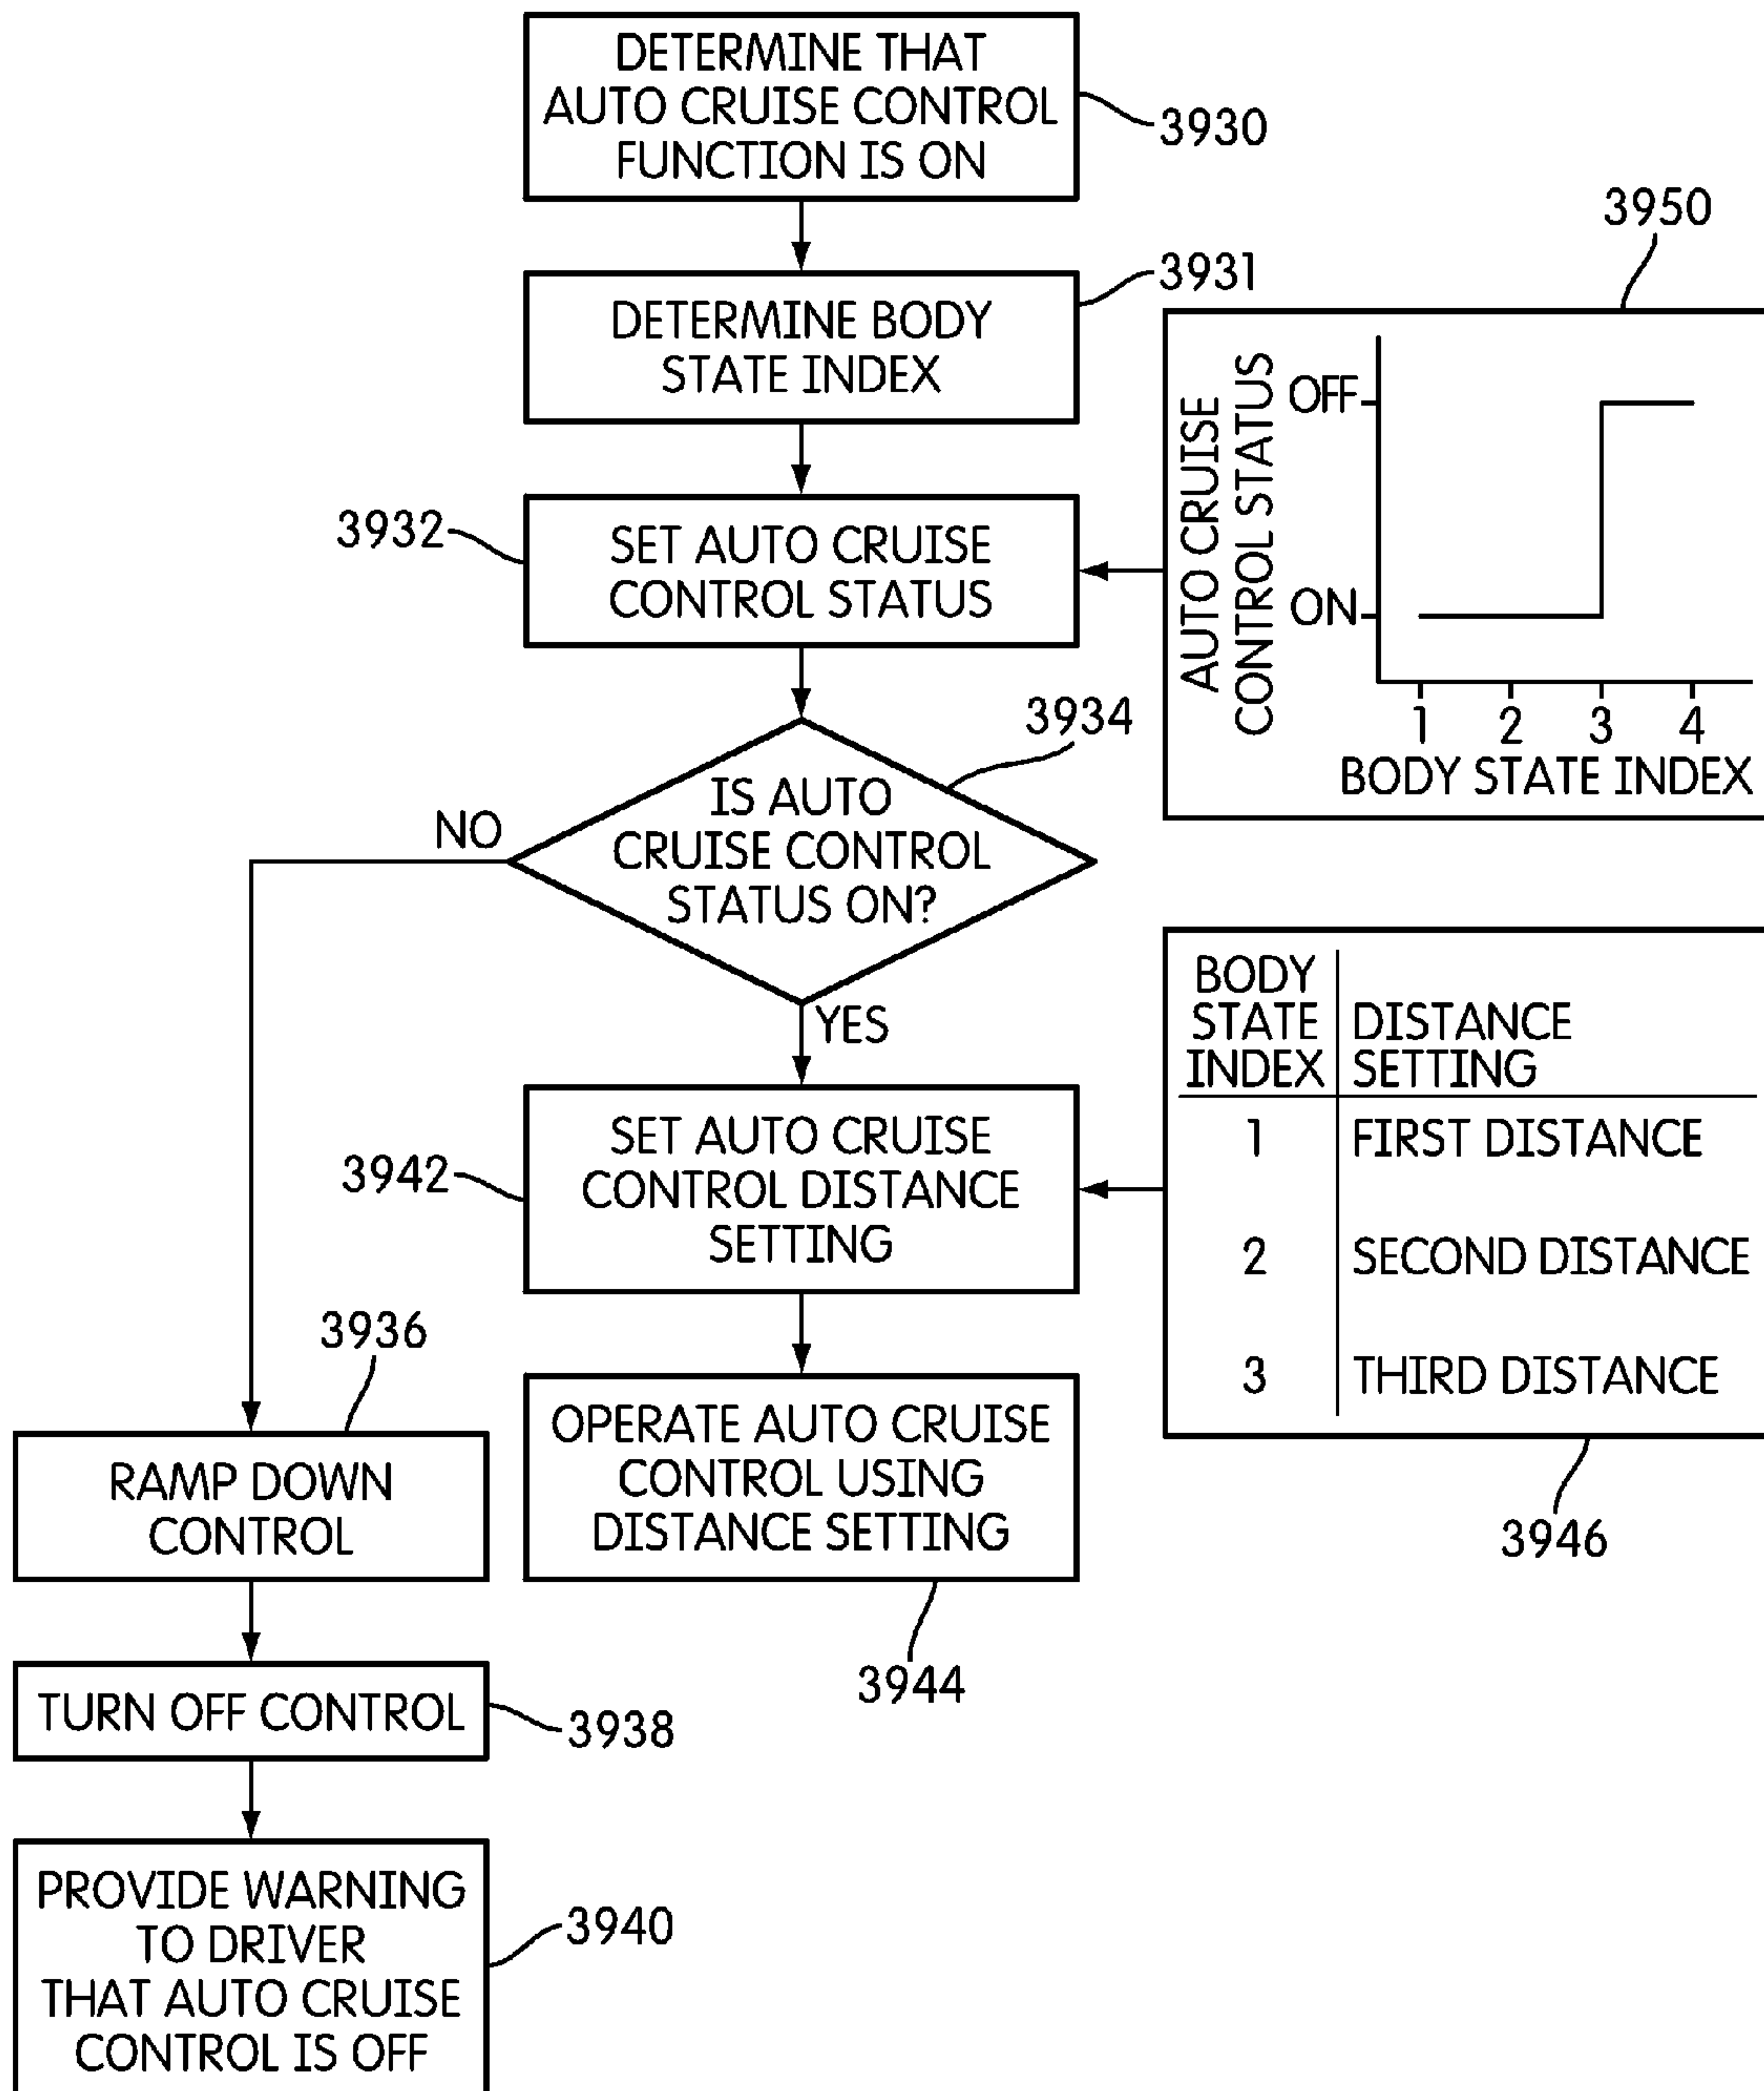 DETERMINE THAT
AUTO CRUISE CONTROL
FUNCTION IS ON
3930
DETERMINE BODY
STATE INDEX
3931
SET AUTO CRUISE
CONTROL STATUS
3932
3950
AUTO CRUISE
CONTROL STATUS
OFF
ON
1 2 3 4
BODY STATE INDEX
IS AUTO
CRUISE CONTROL
STATUS ON?
3934
NO
YES
SET AUTO CRUISE
CONTROL DISTANCE
SETTING
3942
BODY
STATE DISTANCE
INDEX SETTING
1 FIRST DISTANCE
2 SECOND DISTANCE
3 THIRD DISTANCE
3946
OPERATE AUTO CRUISE
CONTROL USING
DISTANCE SETTING
3944
3936
RAMP DOWN
CONTROL
TURN OFF CONTROL
3938
PROVIDE WARNING
TO DRIVER
THAT AUTO CRUISE
CONTROL IS OFF
3940